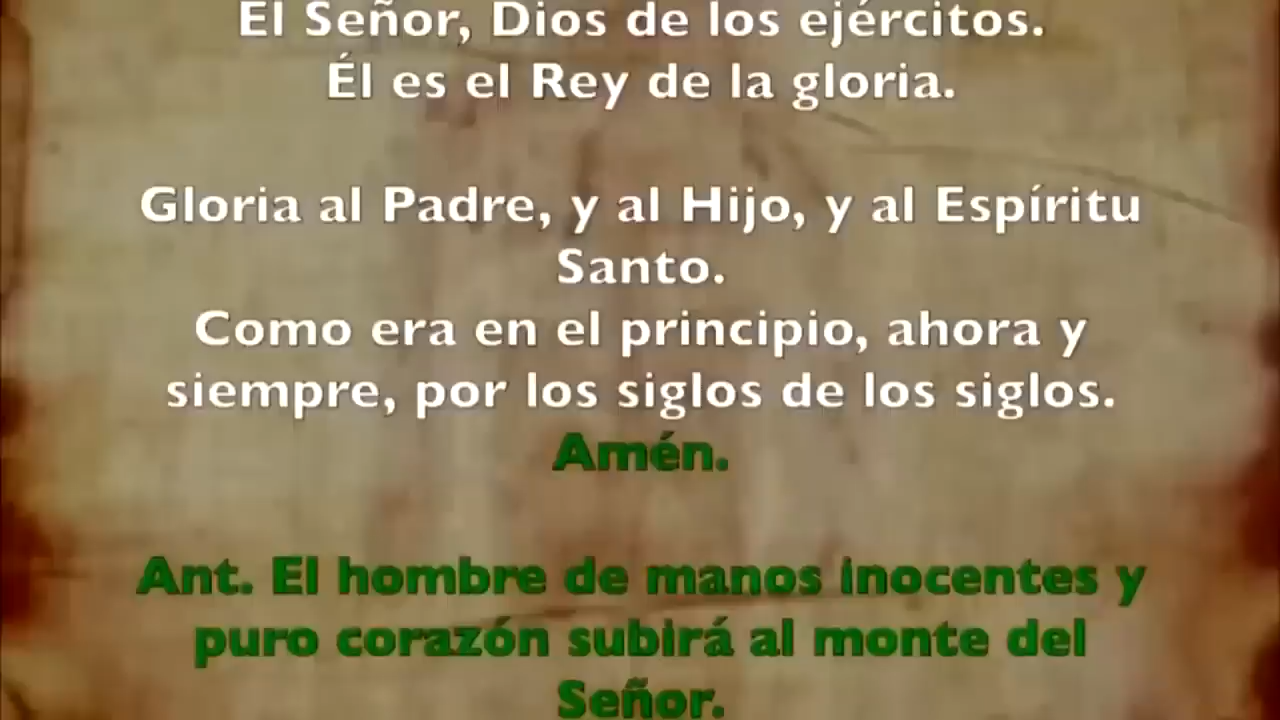 El Señor, Dios de los ejércitos.
Él es el Rey de la gloria.
Gloria al Padre, y al Hijo, y al Espíritu
Santo.
Como era en el principio, ahora y
siempre, por los siglos de los siglos.
Amén.
Ant. El hombre de manos inocentes y
puro corazón subirá al monte del
Señor.